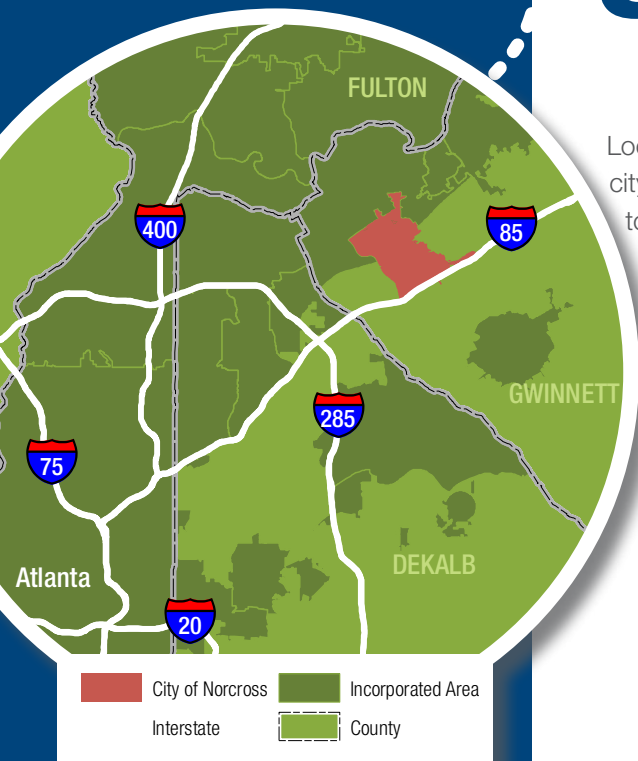 FULTON
Loc
city
to
400
85
GWINNETT
285
75
DEKALB
Atlanta
20
City of Norcross
Incorporated Area
Interstate
County